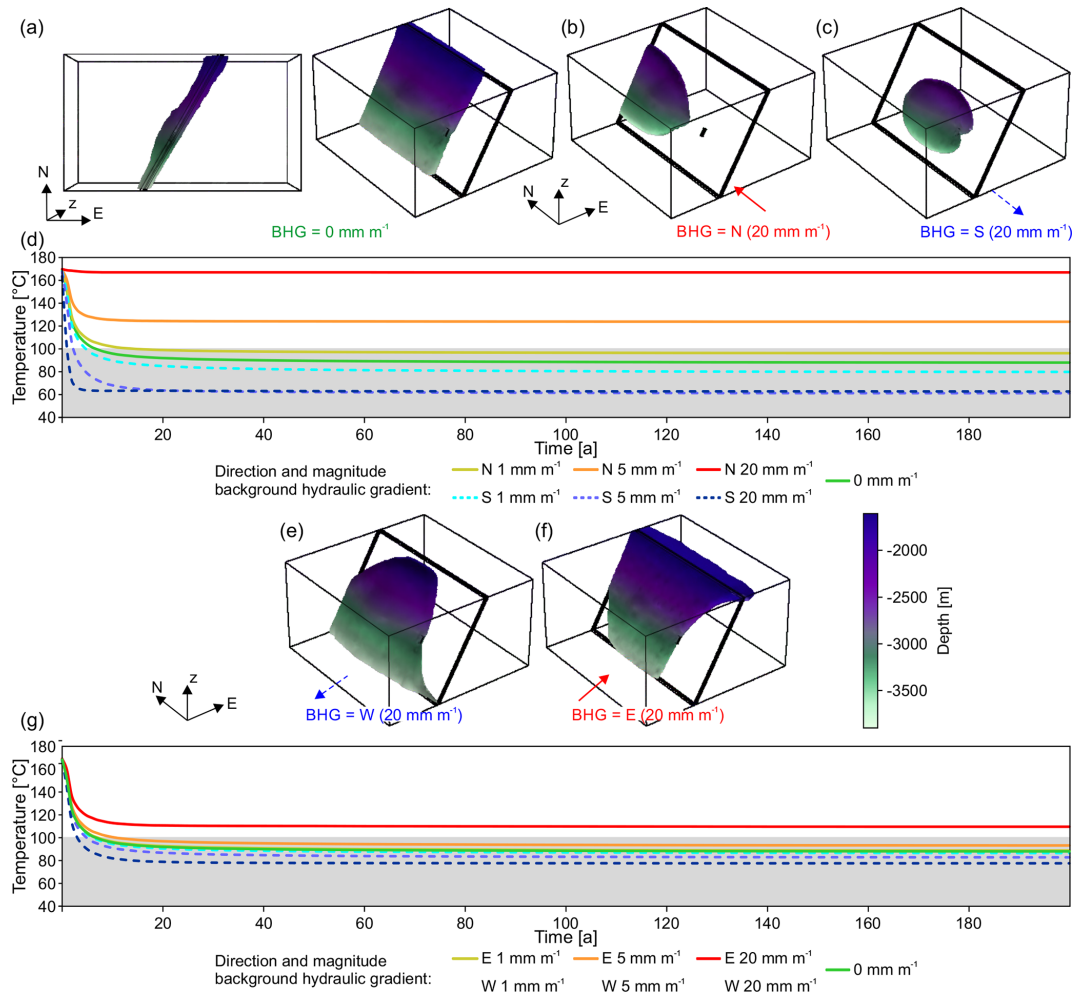 (a)
(b)
(c)
N
z
E
N
z
E
BHG = 0 mm m⁻¹
BHG = N (20 mm m⁻¹)
BHG = S (20 mm m⁻¹)
(d)
Temperature [°C]
180
160
140
120
100
80
60
40
20 40 60 80 100 120 140 160 180
Time [a]
Direction and magnitude
background hydraulic gradient:
N 1 mm m⁻¹ N 5 mm m⁻¹ N 20 mm m⁻¹ 0 mm m⁻¹
S 1 mm m⁻¹ S 5 mm m⁻¹ S 20 mm m⁻¹
(e)
(f)
N
z
E
BHG = W (20 mm m⁻¹)
BHG = E (20 mm m⁻¹)
-2000
-2500
-3000
-3500
Depth [m]
(g)
Temperature [°C]
180
160
140
120
100
80
60
40
20 40 60 80 100 120 140 160 180
Time [a]
Direction and magnitude
background hydraulic gradient:
E 1 mm m⁻¹ E 5 mm m⁻¹ E 20 mm m⁻¹ 0 mm m⁻¹
W 1 mm m⁻¹ W 5 mm m⁻¹ W 20 mm m⁻¹